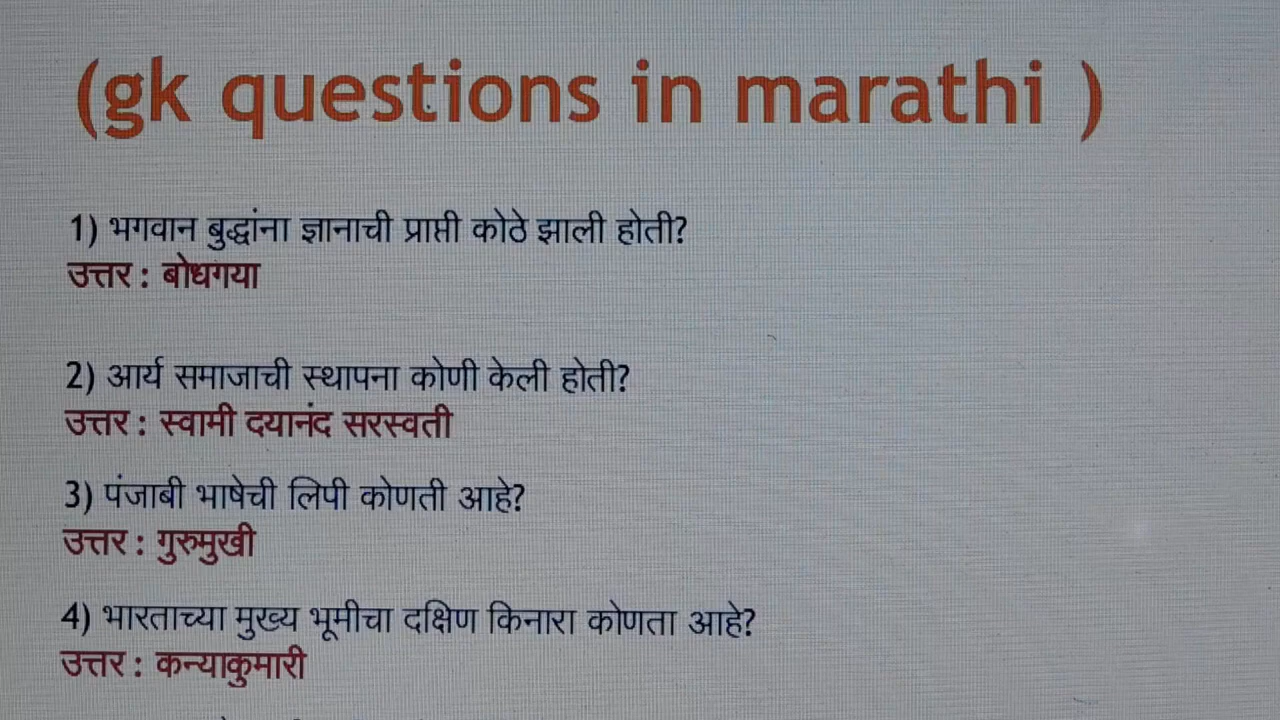 (gk questions in marathi )
1) भगवान बुद्धांना ज्ञानाची प्राप्ती कोठे झाली होती?
उत्तर : बोधगया
2) आर्य समाजाची स्थापना कोणी केली होती?
उत्तर : स्वामी दयानंद सरस्वती
3) पंजाबी भाषेची लिपी कोणती आहे?
उत्तर : गुरुमुखी
4) भारताच्या मुख्य भूमीचा दक्षिण किनारा कोणता आहे?
उत्तर : कन्याकुमारी